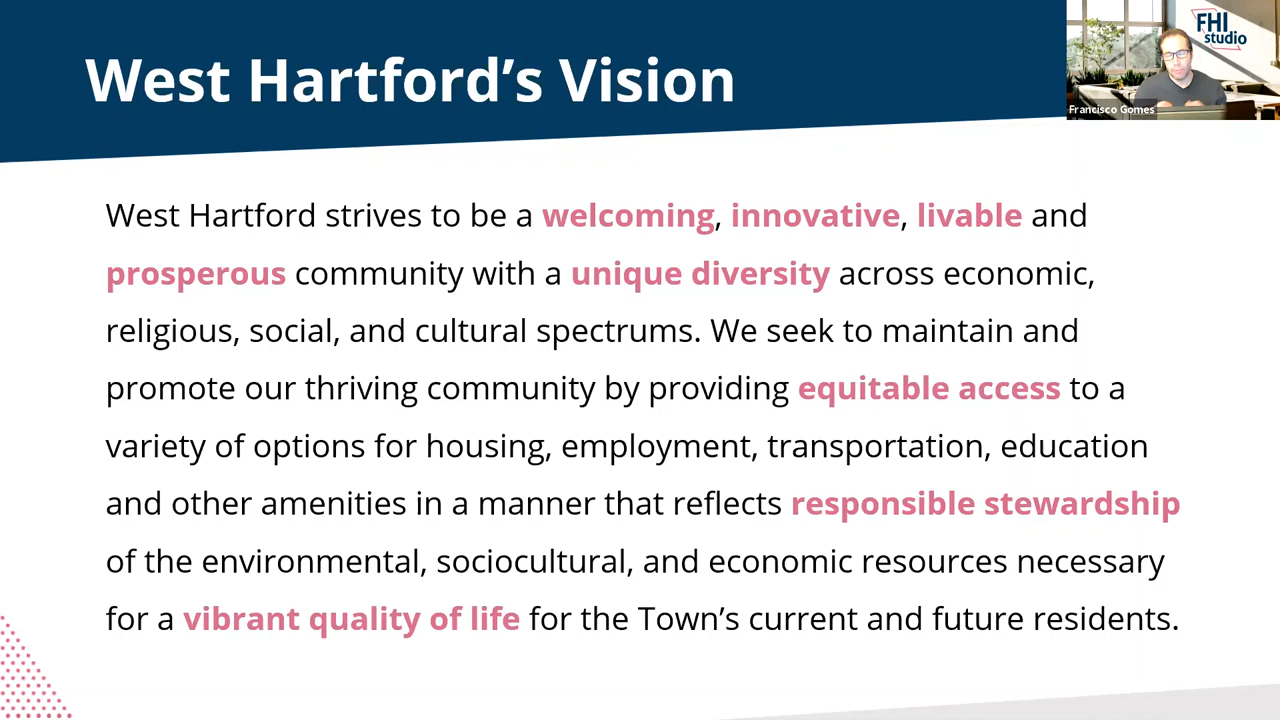 West Hartford’s Vision
FHI
studio
Francisco Gomes
West Hartford strives to be a welcoming, innovative, livable and
prosperous community with a unique diversity across economic,
religious, social, and cultural spectrums. We seek to maintain and
promote our thriving community by providing equitable access to a
variety of options for housing, employment, transportation, education
and other amenities in a manner that reflects responsible stewardship
of the environmental, sociocultural, and economic resources necessary
for a vibrant quality of life for the Town’s current and future residents.